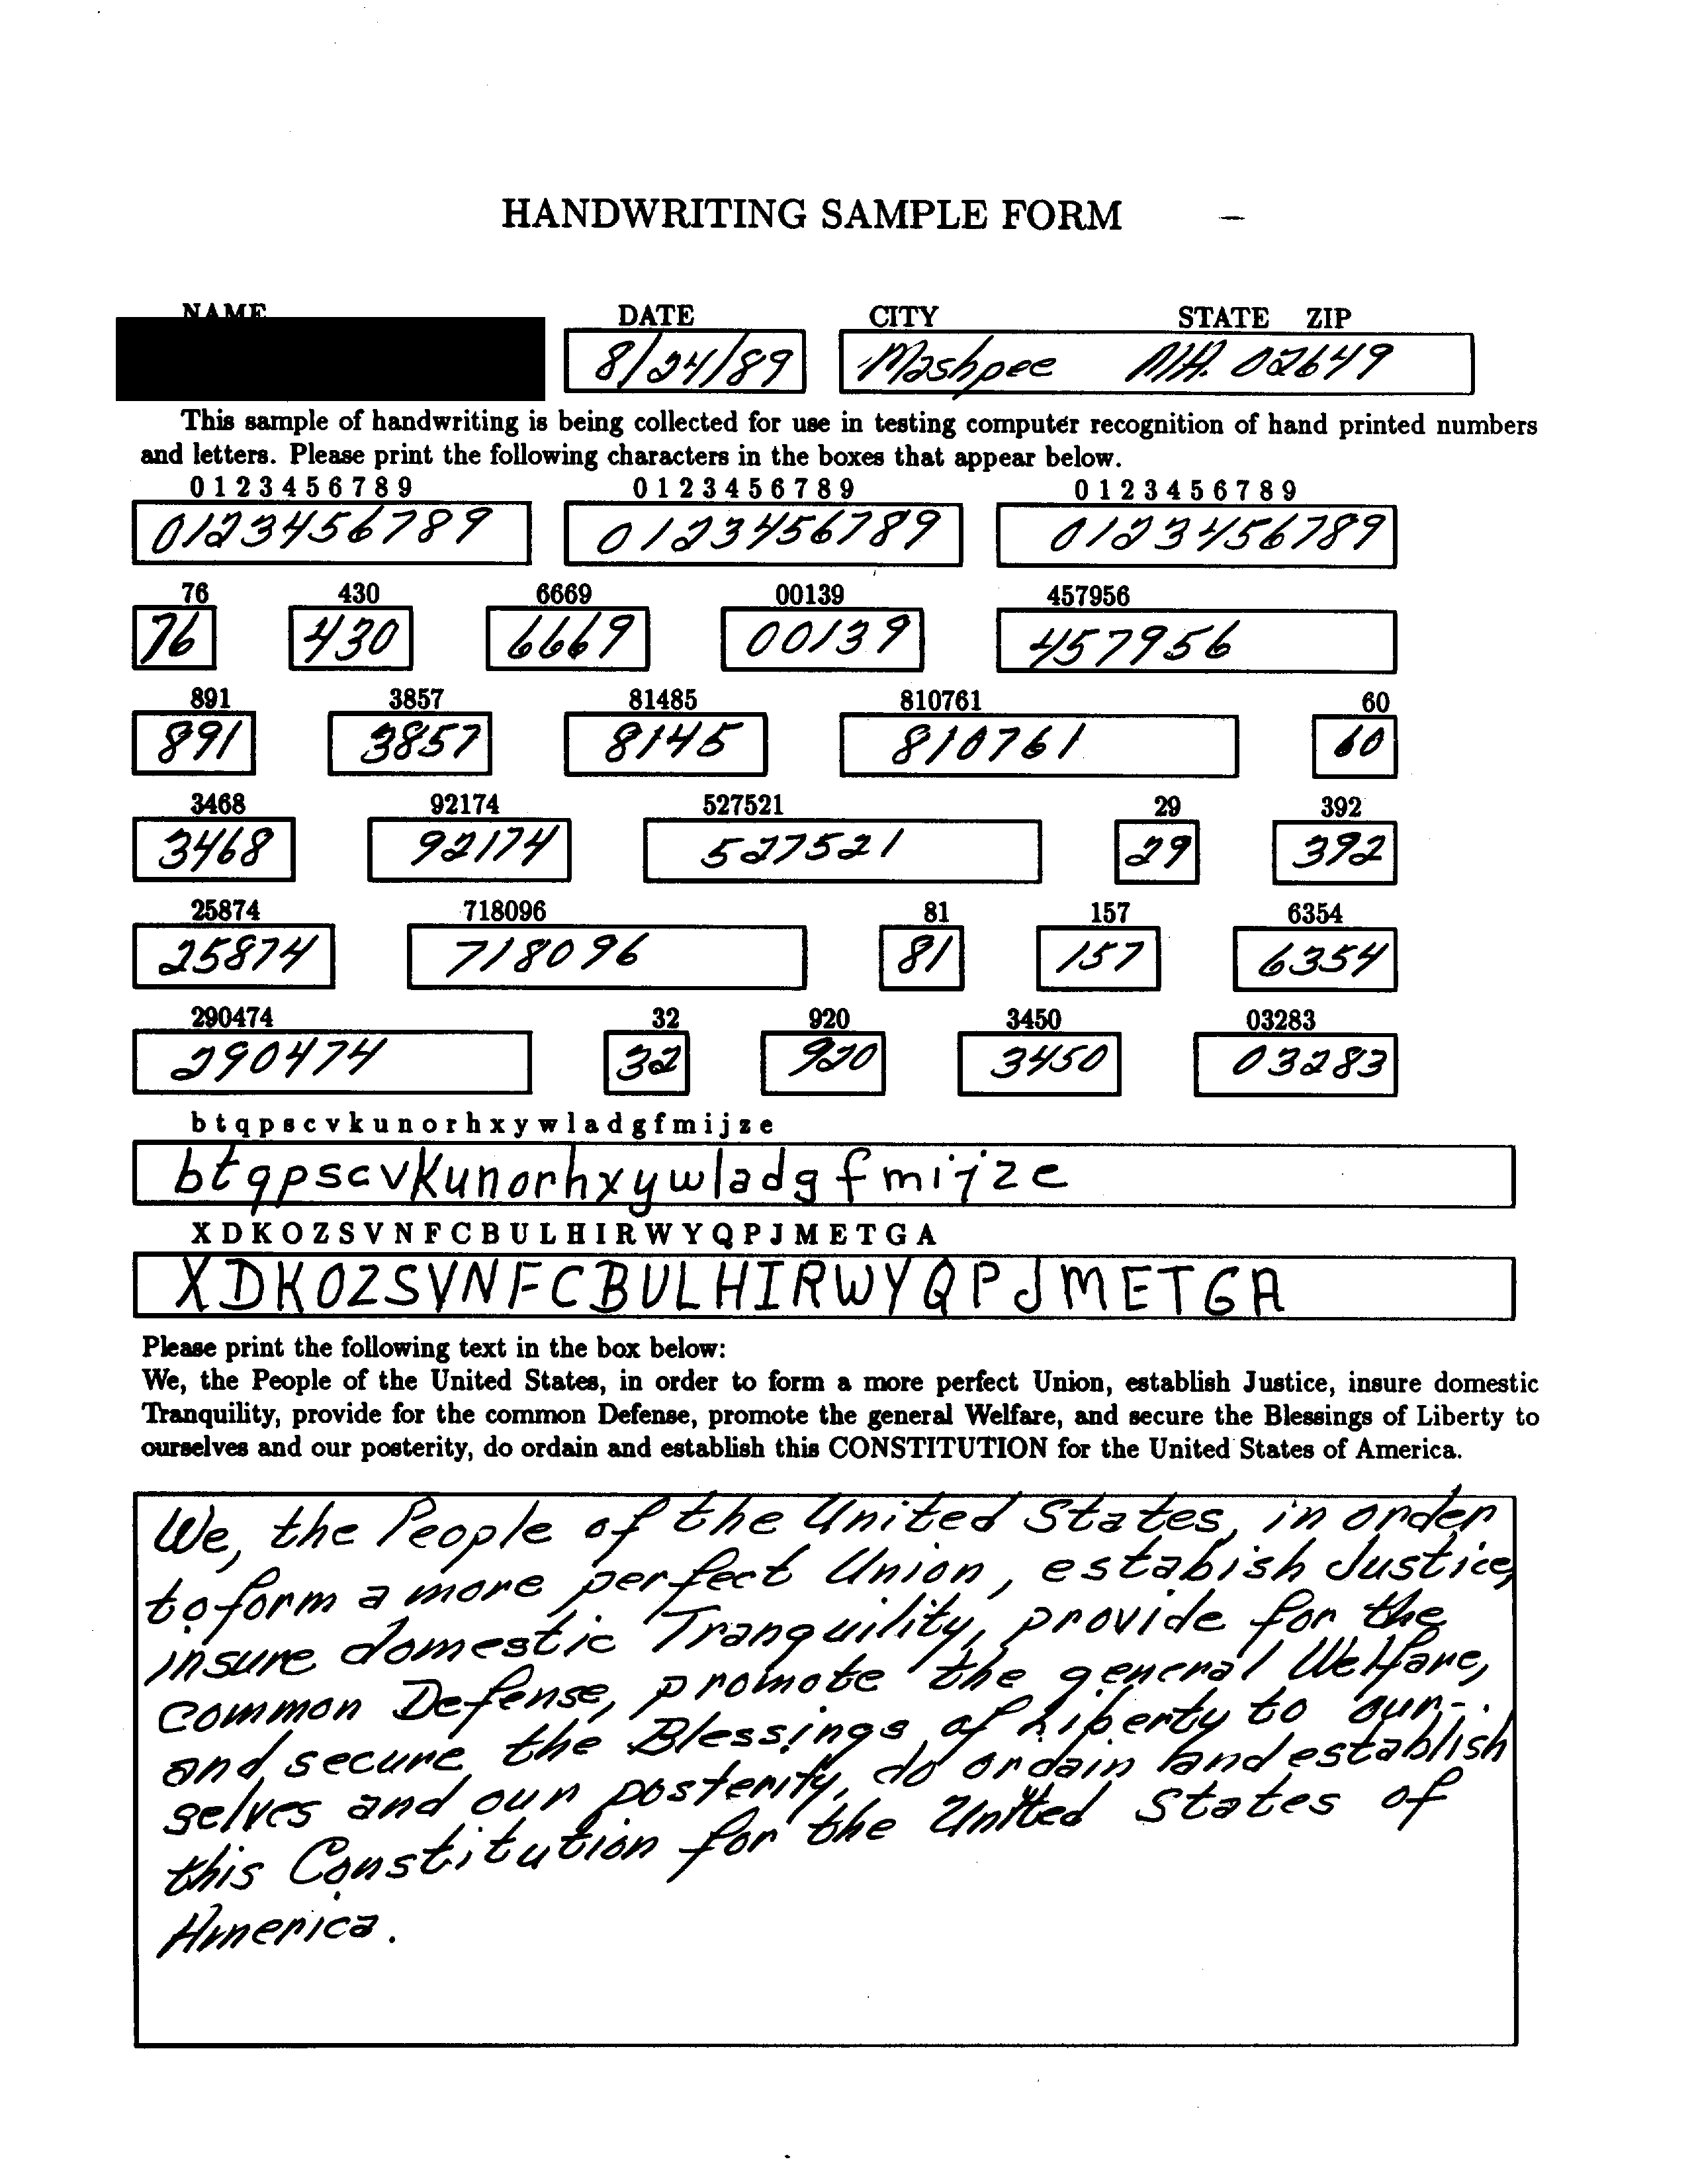 HANDWRITING SAMPLE FORM –
NAME DATE CITY STATE ZIP
8/24/89 Mashpee MA. 02649
This sample of handwriting is being collected for use in testing computer recognition of hand printed numbers
and letters. Please print the following characters in the boxes that appear below.
0 1 2 3 4 5 6 7 8 9 0 1 2 3 4 5 6 7 8 9 0 1 2 3 4 5 6 7 8 9
0123456789 0123456789 0123456789
76 430 6669 00139 457956
76 430 6669 00139 457956
891 3857 81485 810761 60
891 3857 8145 810761 60
3468 92174 527521 29 392
3468 92174 527521 29 392
25874 718096 81 157 6354
25874 718096 81 157 6354
290474 32 920 3450 03283
290474 32 920 3450 03283
b t q p s c v k u n o r h x y w l a d g f m i j z e
btqpscvkunorhxywladgfmijze
X D K O Z S V N F C B U L H I R W Y Q P J M E T G A
XDKOZSVNFCBULHIRWYQPJMETGA
Please print the following text in the box below:
We, the People of the United States, in order to form a more perfect Union, establish Justice, insure domestic
Tranquility, provide for the common Defense, promote the general Welfare, and secure the Blessings of Liberty to
ourselves and our posterity, do ordain and establish this CONSTITUTION for the United States of America.
We, the People of the United States, in order
to form a more perfect Union, estabish Justice,
insure domestic Tranquility, provide for the
common Defense, promote the general Welfare,
and secure the Blessings of Liberty to our-
selves and our posterity, do ordain and establish
this Constitution for the United States of
America.